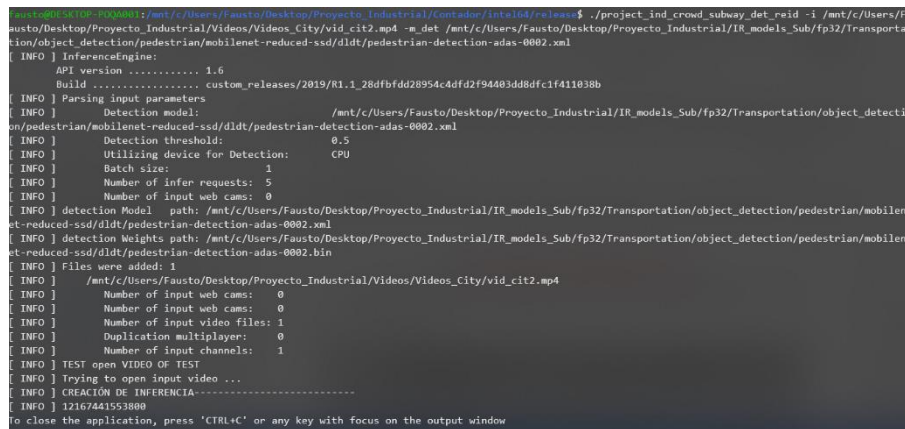 fausto@DESKTOP-POQA001:/mnt/c/Users/Fausto/Desktop/Proyecto_Industrial/Contador/intel64/release$ ./project_ind_crowd_subway_det_reid -i /mnt/c/Users/F
austo/Desktop/Proyecto_Industrial/Videos/Videos_City/vid_cit2.mp4 -m_det /mnt/c/Users/Fausto/Desktop/Proyecto_Industrial/IR_models_Sub/fp32/Transporta
tion/object_detection/pedestrian/mobilenet-reduced-ssd/dldt/pedestrian-detection-adas-0002.xml
[ INFO ] InferenceEngine:
API version ............ 1.6
Build .................. custom_releases/2019/R1.1_28dfbfdd28954c4dfd2f94403dd8dfc1f411038b
[ INFO ] Parsing input parameters
[ INFO ] Detection model: /mnt/c/Users/Fausto/Desktop/Proyecto_Industrial/IR_models_Sub/fp32/Transportation/object_detecti
on/pedestrian/mobilenet-reduced-ssd/dldt/pedestrian-detection-adas-0002.xml
[ INFO ] Detection threshold: 0.5
[ INFO ] Utilizing device for Detection: CPU
[ INFO ] Batch size: 1
[ INFO ] Number of infer requests: 5
[ INFO ] Number of input web cams: 0
[ INFO ] detection Model path: /mnt/c/Users/Fausto/Desktop/Proyecto_Industrial/IR_models_Sub/fp32/Transportation/object_detection/pedestrian/mobilen
et-reduced-ssd/dldt/pedestrian-detection-adas-0002.xml
[ INFO ] detection Weights path: /mnt/c/Users/Fausto/Desktop/Proyecto_Industrial/IR_models_Sub/fp32/Transportation/object_detection/pedestrian/mobilen
et-reduced-ssd/dldt/pedestrian-detection-adas-0002.bin
[ INFO ] Files were added: 1
[ INFO ] /mnt/c/Users/Fausto/Desktop/Proyecto_Industrial/Videos/Videos_City/vid_cit2.mp4
[ INFO ] Number of input web cams: 0
[ INFO ] Number of input web cams: 0
[ INFO ] Number of input video files: 1
[ INFO ] Duplication multiplayer: 0
[ INFO ] Number of input channels: 1
[ INFO ] TEST open VIDEO OF TEST
[ INFO ] Trying to open input video ...
[ INFO ] CREACIÓN DE INFERENCIA---------------------------
[ INFO ] 12167441553800
To close the application, press 'CTRL+C' or any key with focus on the output window